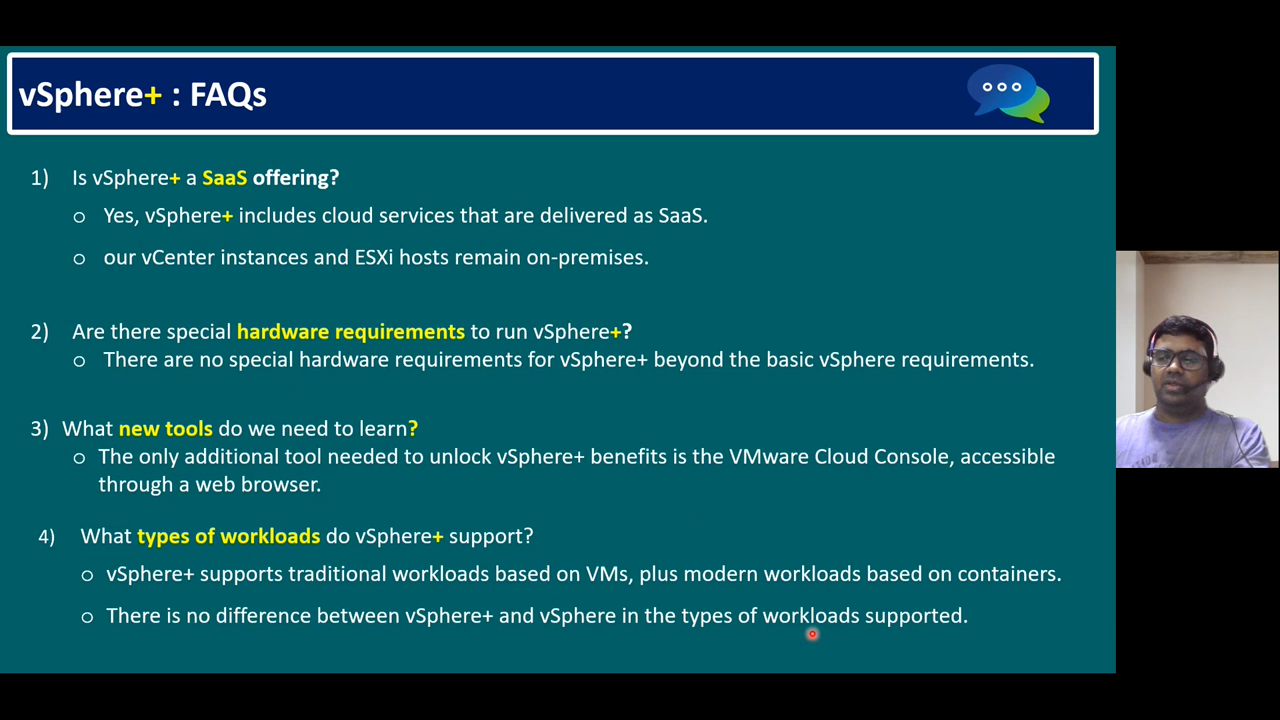 vSphere+ : FAQs
1) Is vSphere+ a SaaS offering?
o Yes, vSphere+ includes cloud services that are delivered as SaaS.
o our vCenter instances and ESXi hosts remain on-premises.
2) Are there special hardware requirements to run vSphere+?
o There are no special hardware requirements for vSphere+ beyond the basic vSphere requirements.
3) What new tools do we need to learn?
o The only additional tool needed to unlock vSphere+ benefits is the VMware Cloud Console, accessible
through a web browser.
4) What types of workloads do vSphere+ support?
o vSphere+ supports traditional workloads based on VMs, plus modern workloads based on containers.
o There is no difference between vSphere+ and vSphere in the types of workloads supported.